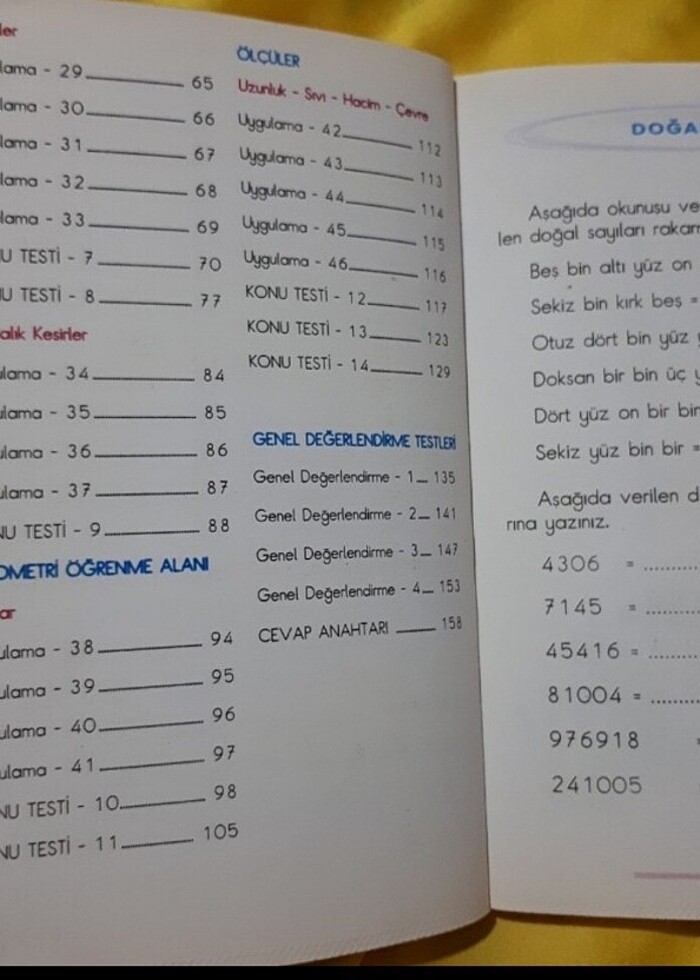 ler
lama - 29 65
lama - 30 66
lama - 31 67
lama - 32 68
lama - 33 69
U TESTİ - 7 70
U TESTİ - 8 77
alık Kesirler
ulama - 34 84
ulama - 35 85
ulama - 36 86
ulama - 37 87
NU TESTİ - 9 88
OMETRİ ÖĞRENME ALANI
ar
ulama - 38 94
ulama - 39 95
ulama - 40 96
ulama - 41 97
NU TESTİ - 10 98
NU TESTİ - 11 105
ÖLÇÜLER
Uzunluk - Sıvı - Hacim - Çevre
Uygulama - 42 112
Uygulama - 43 113
Uygulama - 44 114
Uygulama - 45 115
Uygulama - 46 116
KONU TESTİ - 12 117
KONU TESTİ - 13 123
KONU TESTİ - 14 129
GENEL DEĞERLENDİRME TESTLERİ
Genel Değerlendirme - 1 135
Genel Değerlendirme - 2 141
Genel Değerlendirme - 3 147
Genel Değerlendirme - 4 153
CEVAP ANAHTARI 158
DOĞA
Aşağıda okunuşu ve
len doğal sayıları rakam
Beş bin altı yüz on
Sekiz bin kırk beş =
Otuz dört bin yüz y
Doksan bir bin üç y
Dört yüz on bir bin
Sekiz yüz bin bir =
Aşağıda verilen d
rına yazınız.
4306 = ..........
7145 = ..........
45416 = .........
81004 = .........
976918 =
241005